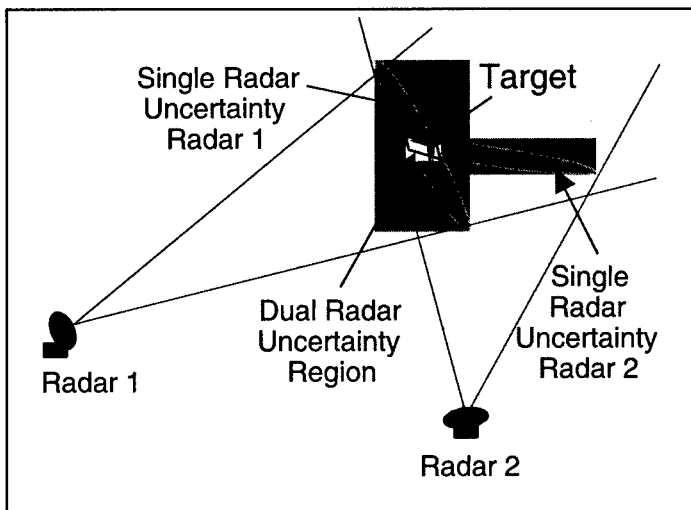 Single Radar
Uncertainty
Radar 1
Target
Dual Radar
Uncertainty
Region
Single
Radar
Uncertainty
Radar 2
Radar 1
Radar 2